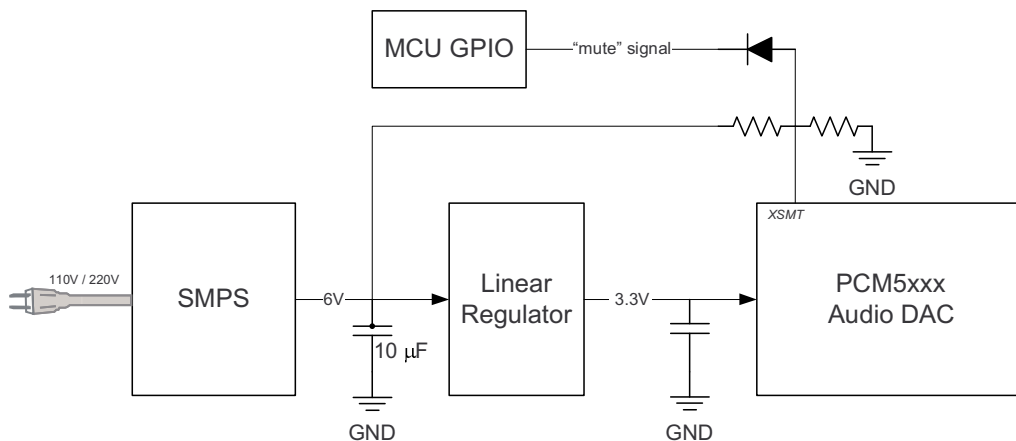 MCU GPIO
“mute” signal
GND
XSMT
110V / 220V
SMPS
6V
Linear
Regulator
3.3V
PCM5xxx
Audio DAC
10 μF
GND
GND